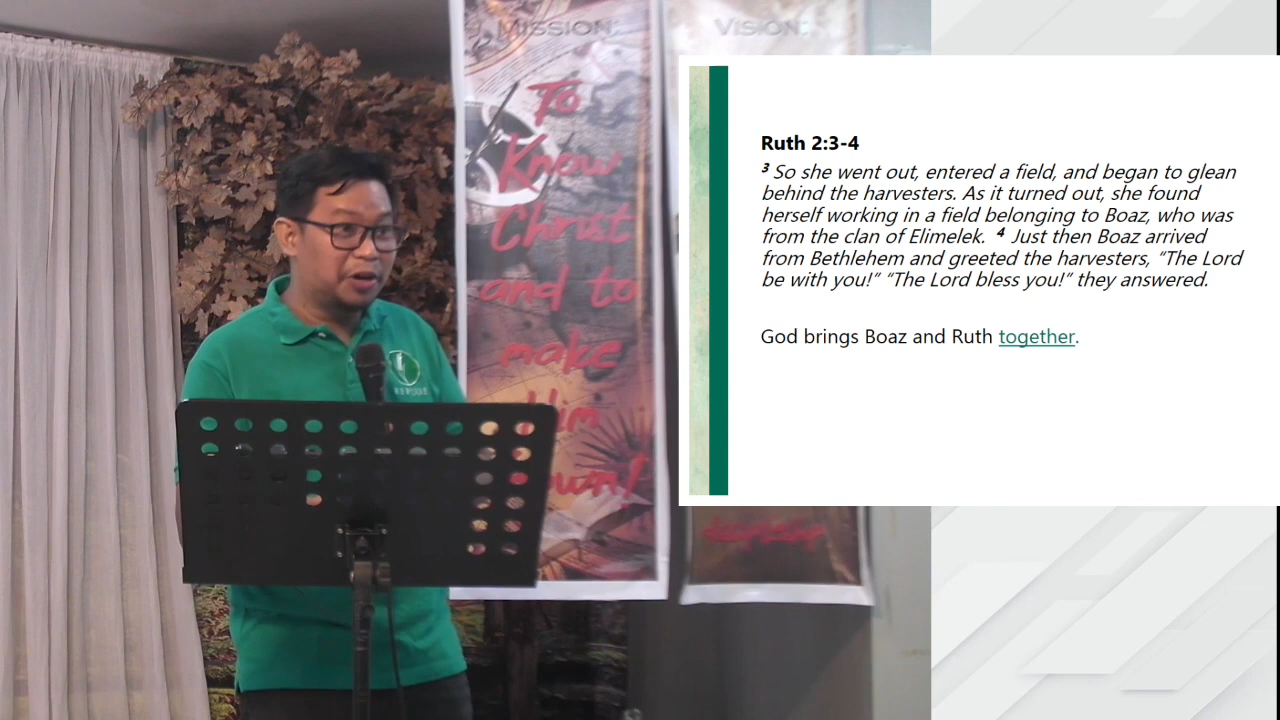 MISSION:
VISION:
To
Know
Christ
and to
make
Him
Ruth 2:3-4
3 So she went out, entered a field, and began to glean
behind the harvesters. As it turned out, she found
herself working in a field belonging to Boaz, who was
from the clan of Elimelek. 4 Just then Boaz arrived
from Bethlehem and greeted the harvesters, “The Lord
be with you!” “The Lord bless you!” they answered.
God brings Boaz and Ruth together.